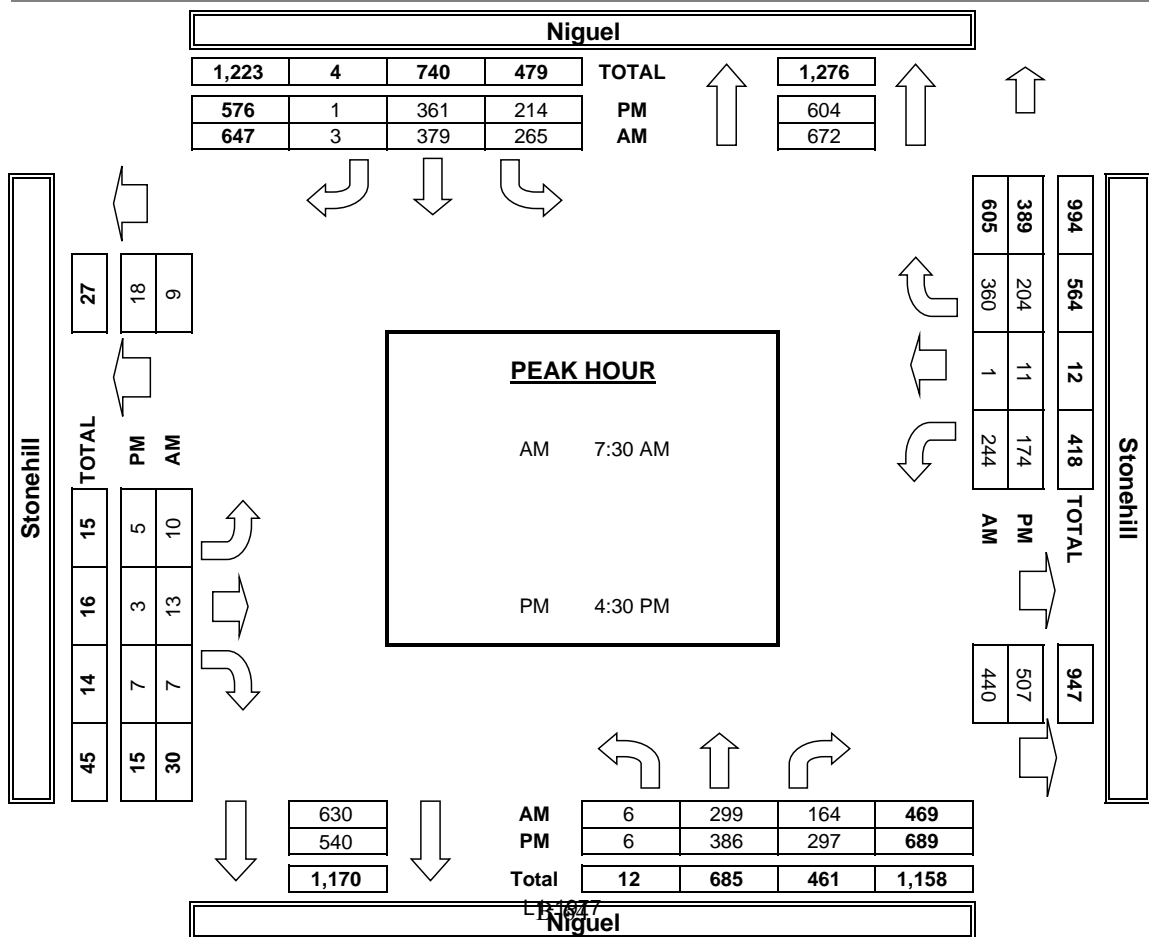 Niguel
1,223 4 740 479 TOTAL 1,276
576 1 361 214 PM 604
647 3 379 265 AM 672
Stonehill
27 18 9
TOTAL PM AM
15 5 10
16 3 13
14 7 7
45 15 30
PEAK HOUR
AM 7:30 AM
PM 4:30 PM
605 389 994
360 204 564
1 11 12
244 174 418
AM PM TOTAL
440 507 947
Stonehill
630 AM 6 299 164 469
540 PM 6 386 297 689
1,170 Total 12 685 461 1,158
Niguel